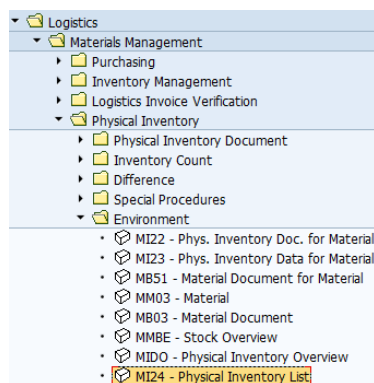 Logistics
Materials Management
Purchasing
Inventory Management
Logistics Invoice Verification
Physical Inventory
Physical Inventory Document
Inventory Count
Difference
Special Procedures
Environment
MI22 - Phys. Inventory Doc. for Material
MI23 - Phys. Inventory Data for Material
MB51 - Material Document for Material
MM03 - Material
MB03 - Material Document
MMBE - Stock Overview
MIDO - Physical Inventory Overview
MI24 - Physical Inventory List